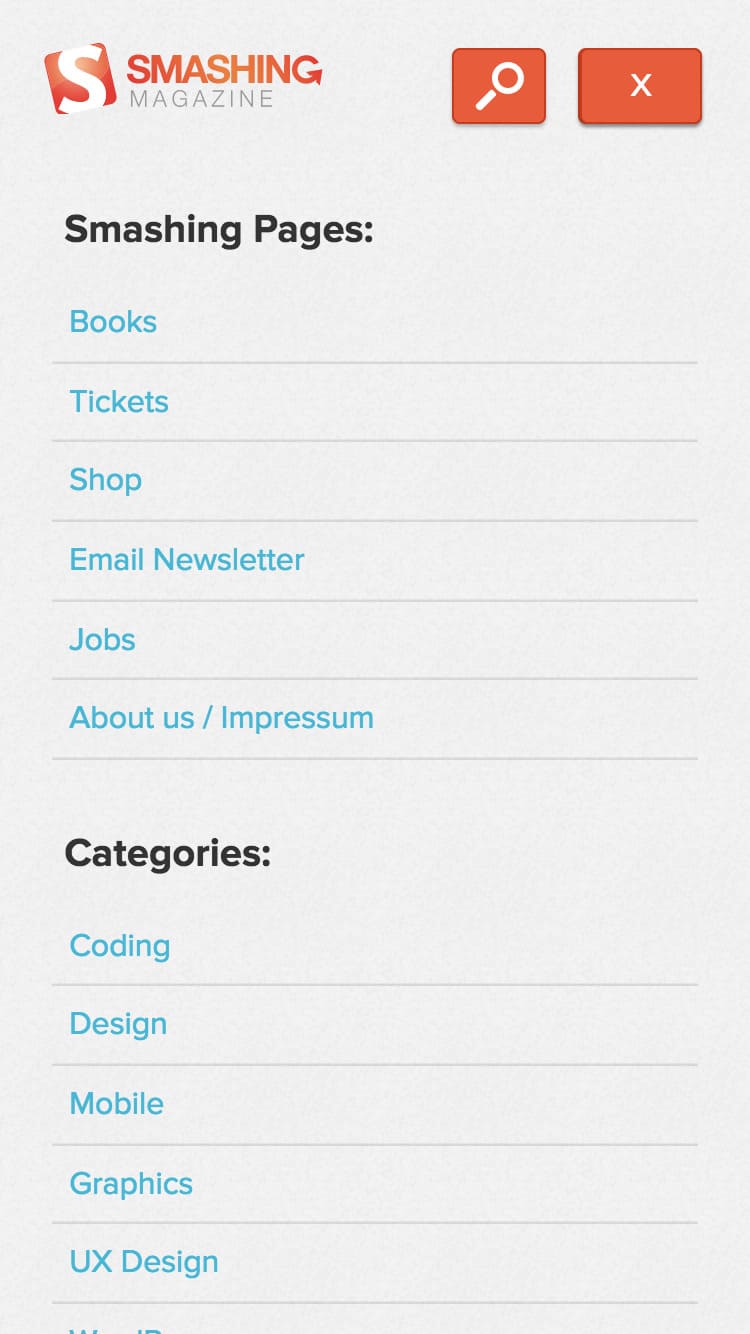 SMASHING
MAGAZINE
X
Smashing Pages:
Books
Tickets
Shop
Email Newsletter
Jobs
About us / Impressum
Categories:
Coding
Design
Mobile
Graphics
UX Design